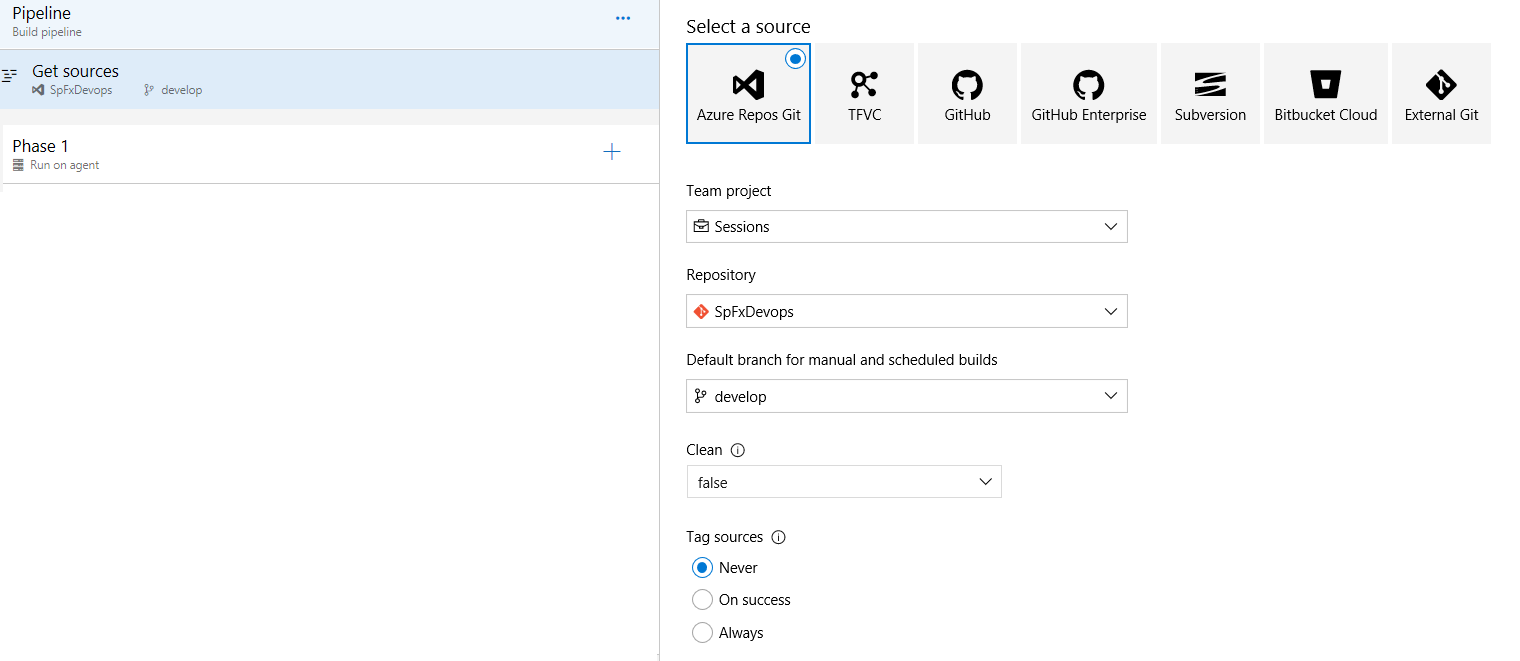 Pipeline
Build pipeline
Get sources
SpFxDevops develop
Phase 1
Run on agent
Select a source
Azure Repos Git TFVC GitHub GitHub Enterprise Subversion Bitbucket Cloud External Git
Team project
Sessions
Repository
SpFxDevops
Default branch for manual and scheduled builds
develop
Clean
false
Tag sources
Never
On success
Always